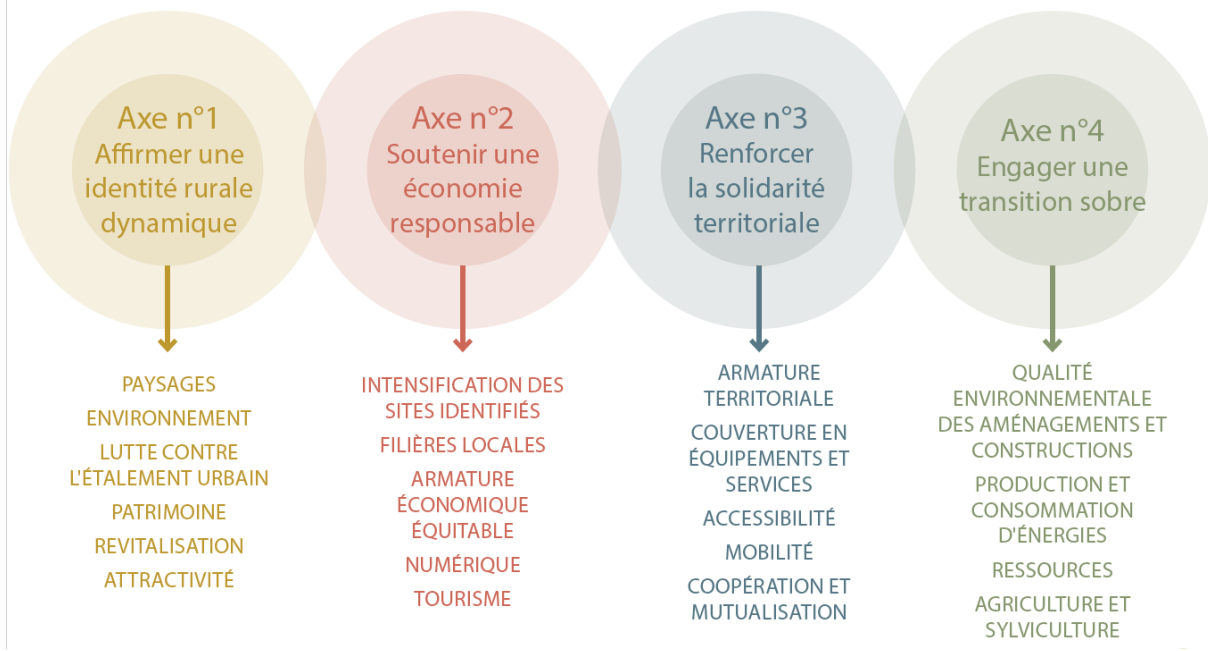 Axe n°1
Affirmer une
identité rurale
dynamique
PAYSAGES
ENVIRONNEMENT
LUTTE CONTRE
L'ÉTALEMENT URBAIN
PATRIMOINE
REVITALISATION
ATTRACTIVITÉ
Axe n°2
Soutenir une
économie
responsable
INTENSIFICATION DES
SITES IDENTIFIÉS
FILIÈRES LOCALES
ARMATURE
ÉCONOMIQUE
ÉQUITABLE
NUMÉRIQUE
TOURISME
Axe n°3
Renforcer
la solidarité
territoriale
ARMATURE
TERRITORIALE
COUVERTURE EN
ÉQUIPEMENTS ET
SERVICES
ACCESSIBILITÉ
MOBILITÉ
COOPÉRATION ET
MUTUALISATION
Axe n°4
Engager une
transition sobre
QUALITÉ
ENVIRONNEMENTALE
DES AMÉNAGEMENTS ET
CONSTRUCTIONS
PRODUCTION ET
CONSOMMATION
D'ÉNERGIES
RESSOURCES
AGRICULTURE ET
SYLVICULTURE